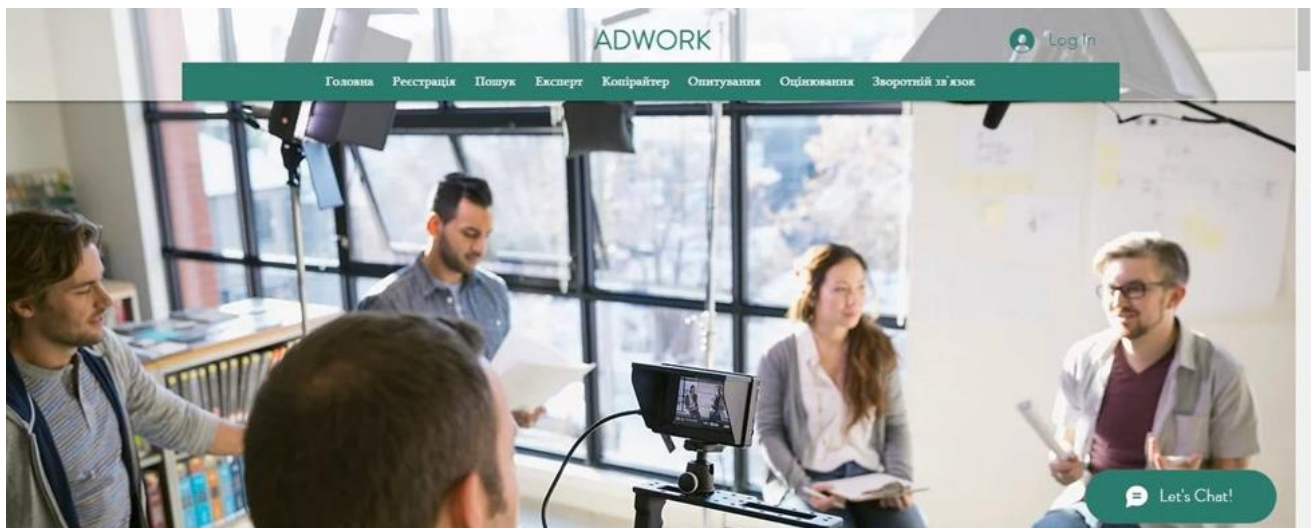 ADWORK
Log In
Головна Реєстрація Пошук Експерт Копірайтер Опитування Оцінювання Зворотній зв'язок
Let's Chat!